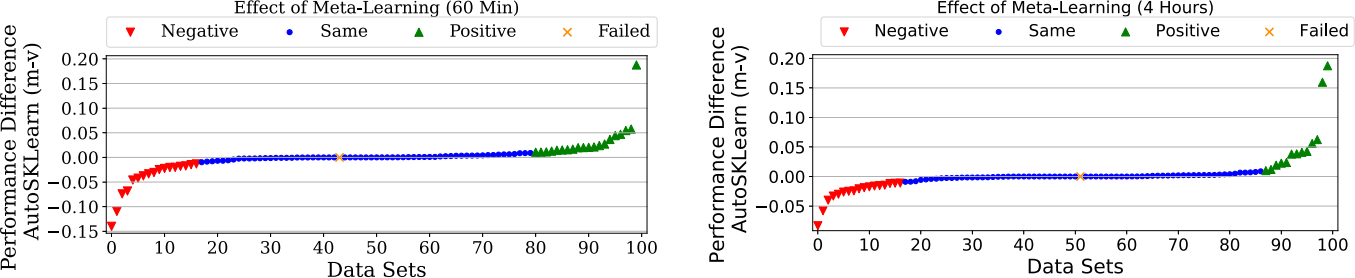 Effect of Meta-Learning (60 Min)
Negative Same Positive Failed
Performance Difference
AutoSKLearn (m-v)
0.20
0.15
0.10
0.05
0.00
−0.05
−0.10
−0.15
0 10 20 30 40 50 60 70 80 90 100
Data Sets
Effect of Meta-Learning (4 Hours)
Negative Same Positive Failed
Performance Difference
AutoSKLearn (m-v)
0.20
0.15
0.10
0.05
0.00
−0.05
0 10 20 30 40 50 60 70 80 90 100
Data Sets